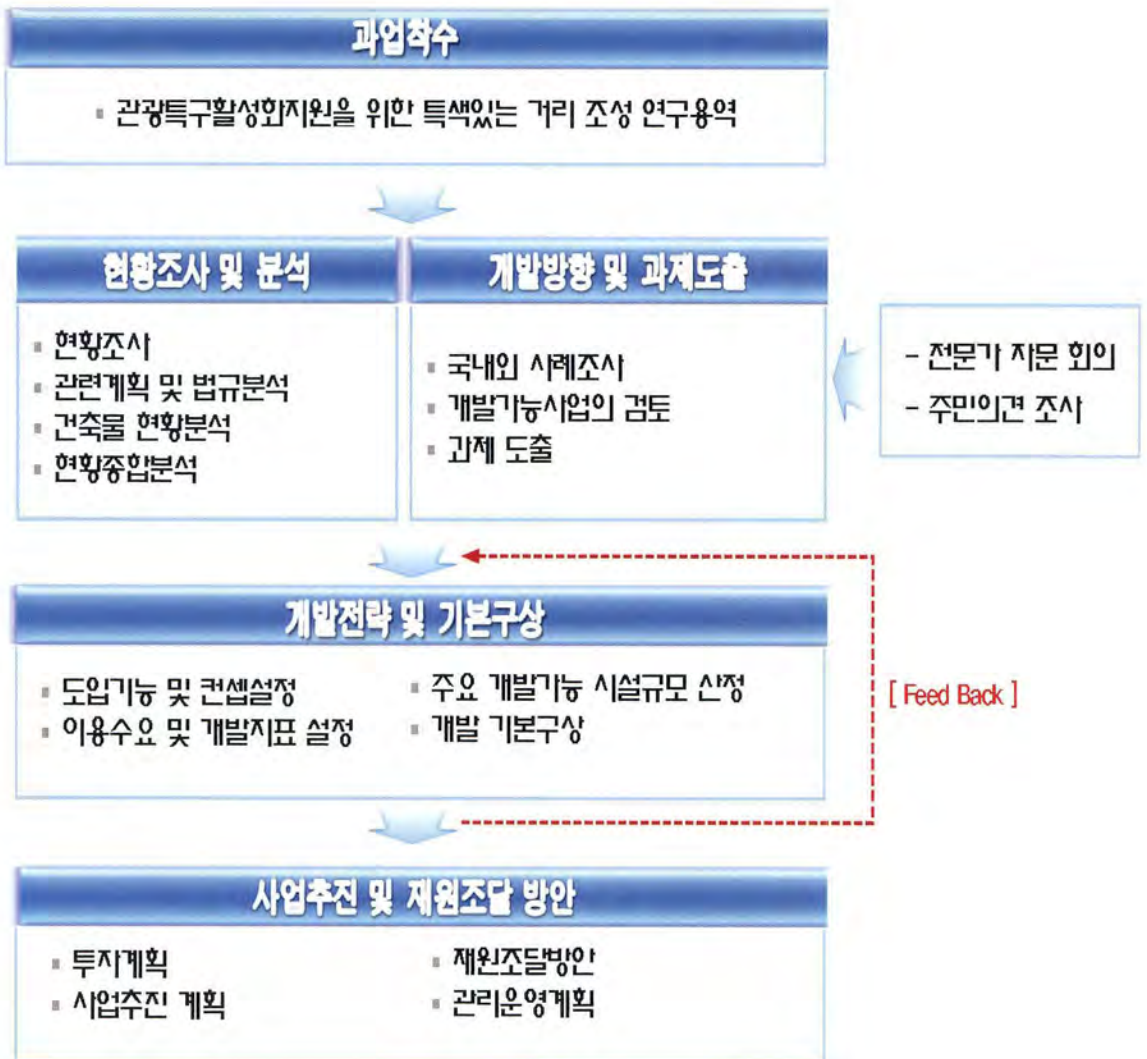 과업착수
▪ 관광특구활성화지원을 위한 특색있는 거리 조성 연구용역
현황조사 및 분석
▪ 현황조사
▪ 관련계획 및 법규분석
▪ 건축물 현황분석
▪ 현황종합분석
개발방향 및 과제도출
▪ 국내외 사례조사
▪ 개발가능사업의 검토
▪ 과제 도출
- 전문가 자문 회의
- 주민의견 조사
개발전략 및 기본구상
▪ 도입기능 및 컨셉설정
▪ 이용수요 및 개발지표 설정
▪ 주요 개발가능 시설규모 산정
▪ 개발 기본구상
[ Feed Back ]
사업추진 및 재원조달 방안
▪ 투자계획
▪ 사업추진 계획
▪ 재원조달방안
▪ 관리운영계획